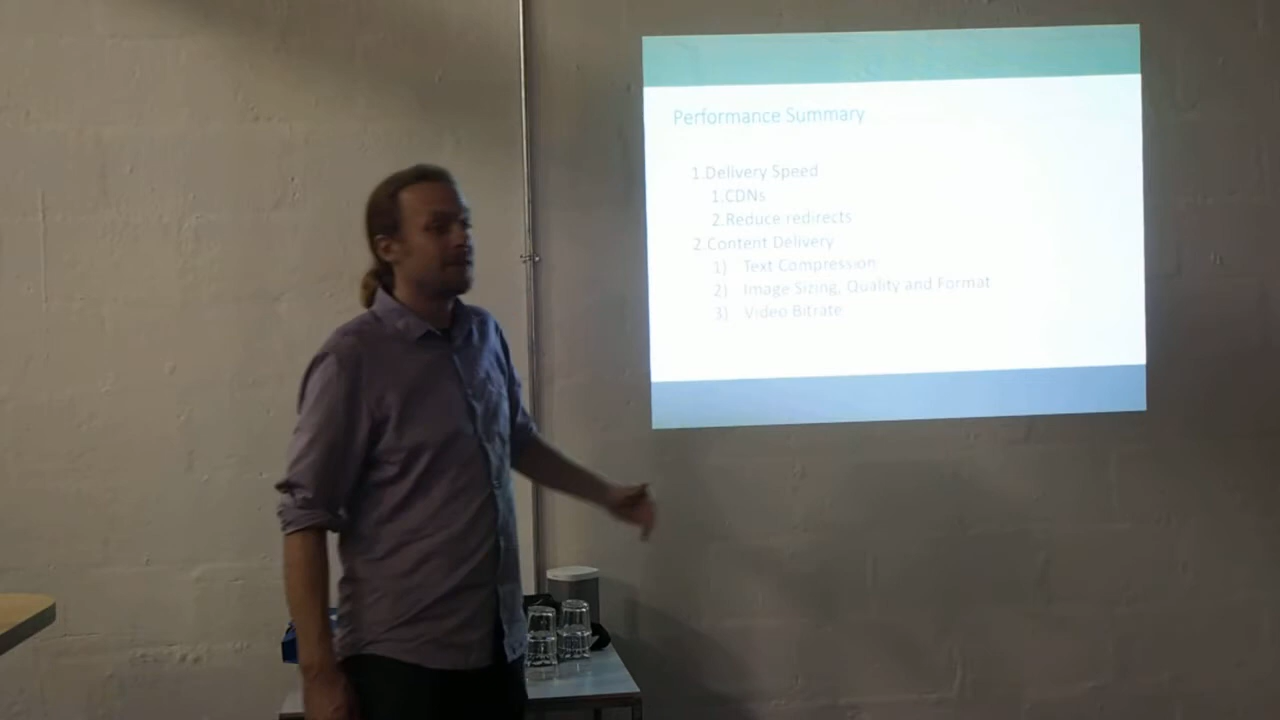 Performance Summary
1.Delivery Speed
1.CDNs
2.Reduce redirects
2.Content Delivery
1) Text Compression
2) Image Sizing, Quality and Format
3) Video Bitrate